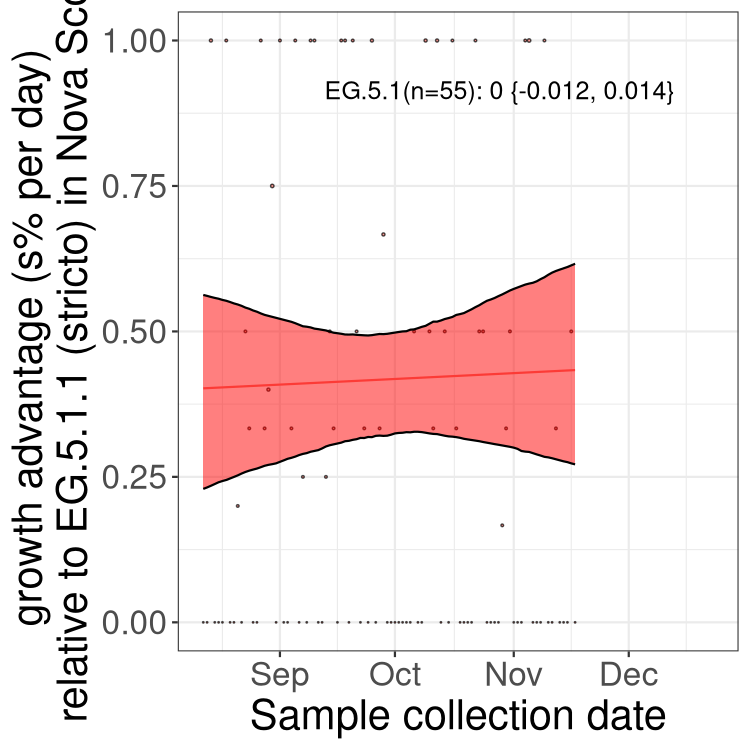 growth advantage (s% per day)
relative to EG.5.1.1 (stricto) in Nova Sco
1.00
0.75
0.50
0.25
0.00
EG.5.1(n=55): 0 {-0.012, 0.014}
Sep Oct Nov Dec
Sample collection date